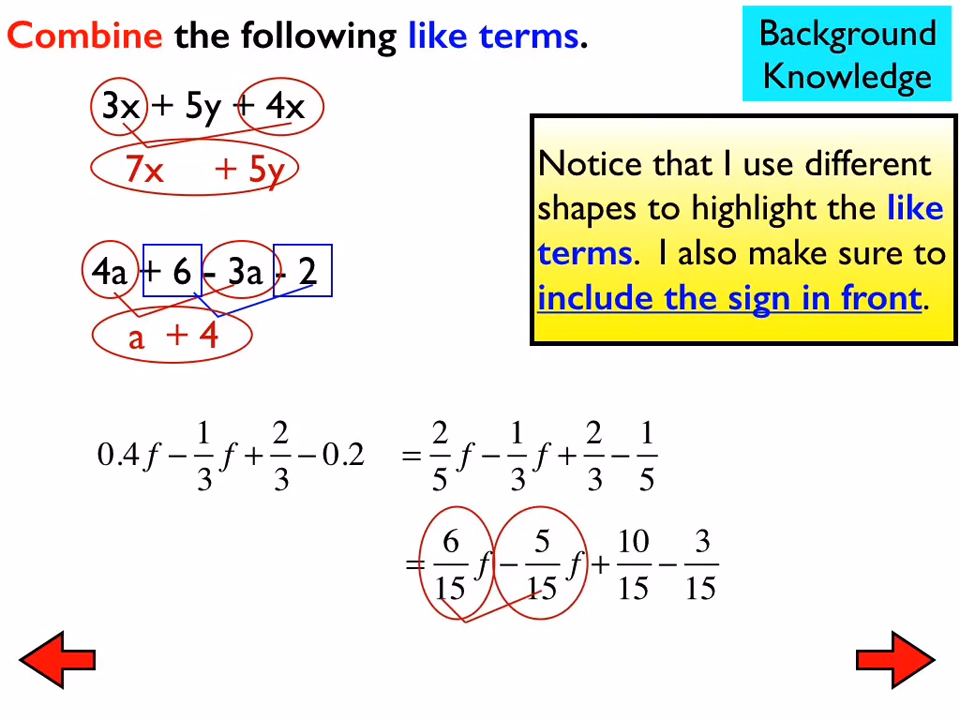 Combine the following like terms.
Background
Knowledge
3x + 5y + 4x
7x + 5y
Notice that I use different
shapes to highlight the like
terms. I also make sure to
include the sign in front.
4a + 6 - 3a - 2
a + 4
0.4f − 1/3 f + 2/3 − 0.2 = 2/5 f − 1/3 f + 2/3 − 1/5
= 6/15 f − 5/15 f + 10/15 − 3/15